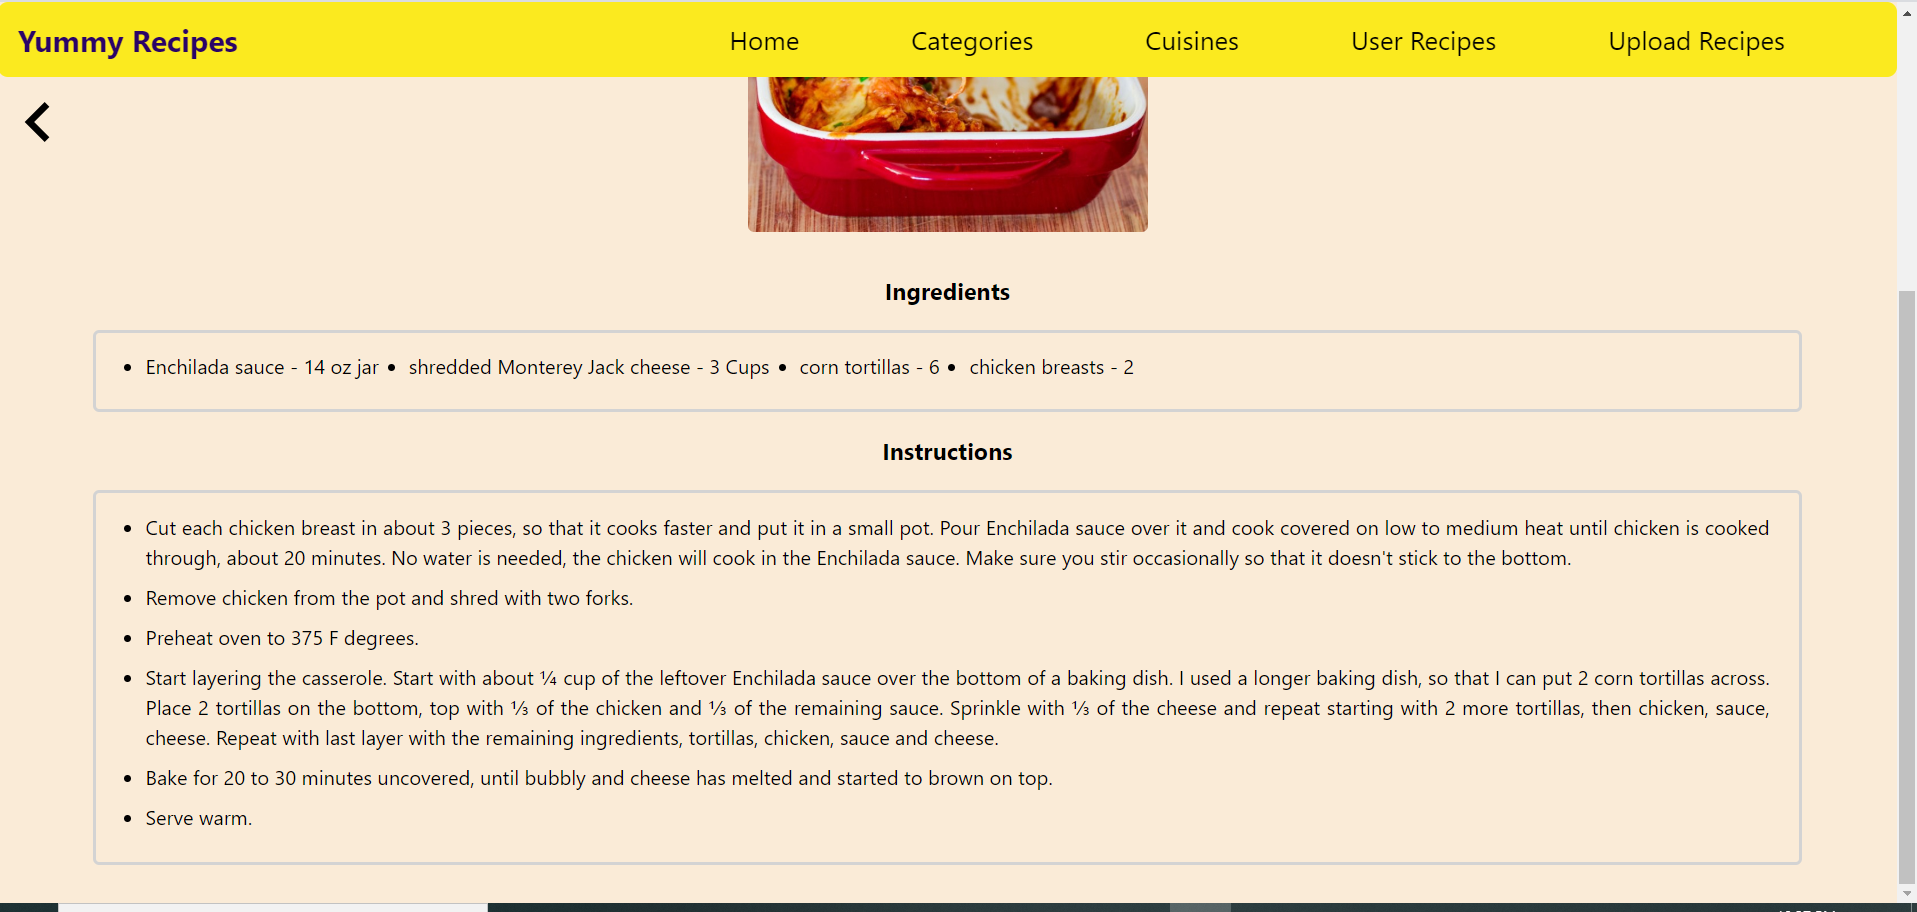 Yummy Recipes Home Categories Cuisines User Recipes Upload Recipes
Ingredients
• Enchilada sauce - 14 oz jar • shredded Monterey Jack cheese - 3 Cups • corn tortillas - 6 • chicken breasts - 2
Instructions
• Cut each chicken breast in about 3 pieces, so that it cooks faster and put it in a small pot. Pour Enchilada sauce over it and cook covered on low to medium heat until chicken is cooked
through, about 20 minutes. No water is needed, the chicken will cook in the Enchilada sauce. Make sure you stir occasionally so that it doesn't stick to the bottom.
• Remove chicken from the pot and shred with two forks.
• Preheat oven to 375 F degrees.
• Start layering the casserole. Start with about ¼ cup of the leftover Enchilada sauce over the bottom of a baking dish. I used a longer baking dish, so that I can put 2 corn tortillas across.
Place 2 tortillas on the bottom, top with ⅓ of the chicken and ⅓ of the remaining sauce. Sprinkle with ⅓ of the cheese and repeat starting with 2 more tortillas, then chicken, sauce,
cheese. Repeat with last layer with the remaining ingredients, tortillas, chicken, sauce and cheese.
• Bake for 20 to 30 minutes uncovered, until bubbly and cheese has melted and started to brown on top.
• Serve warm.